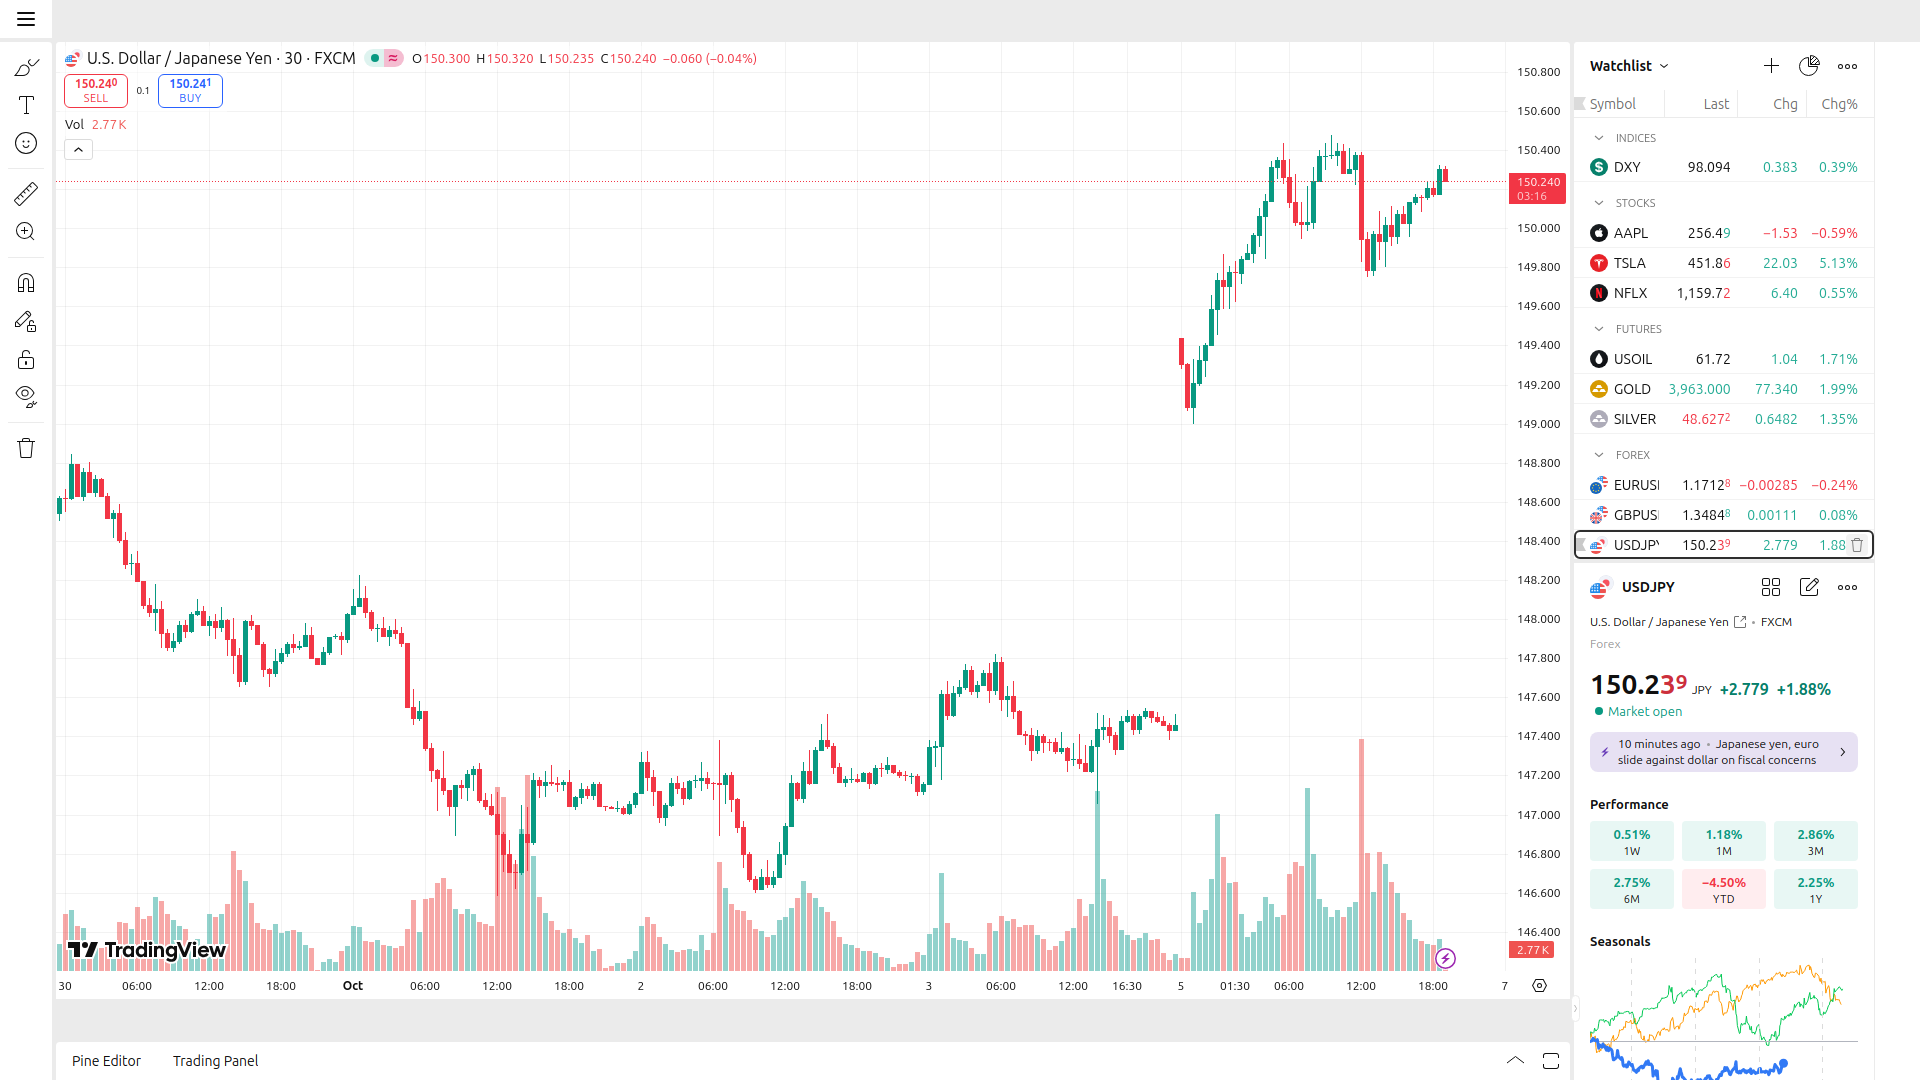 U.S. Dollar / Japanese Yen · 30 · FXCM
O150.300 H150.320 L150.235 C150.240 −0.060 (−0.04%)
150.240
SELL
0.1
150.241
BUY
Vol 2.77K
150.800
150.600
150.400
150.240
03:16
150.000
149.800
149.600
149.400
149.200
149.000
148.800
148.600
148.400
148.200
148.000
147.800
147.600
147.400
147.200
147.000
146.800
146.600
146.400
2.77K
TradingView
30 06:00 12:00 18:00 Oct 06:00 12:00 18:00 2 06:00 12:00 18:00 3 06:00 12:00 16:30 5 01:30 06:00 12:00 18:00 7
Pine Editor Trading Panel
Watchlist
Symbol Last Chg Chg%
INDICES
DXY 98.094 0.383 0.39%
STOCKS
AAPL 256.49 −1.53 −0.59%
TSLA 451.86 22.03 5.13%
NFLX 1,159.72 6.40 0.55%
FUTURES
USOIL 61.72 1.04 1.71%
GOLD 3,963.000 77.340 1.99%
SILVER 48.6272 0.6482 1.35%
FOREX
EURUS 1.17128 −0.00285 −0.24%
GBPUS 1.34848 0.00111 0.08%
USDJPY 150.239 2.779 1.88
USDJPY
U.S. Dollar / Japanese Yen • FXCM
Forex
150.239 JPY +2.779 +1.88%
Market open
10 minutes ago • Japanese yen, euro
slide against dollar on fiscal concerns
Performance
0.51% 1.18% 2.86%
1W 1M 3M
2.75% −4.50% 2.25%
6M YTD 1Y
Seasonals